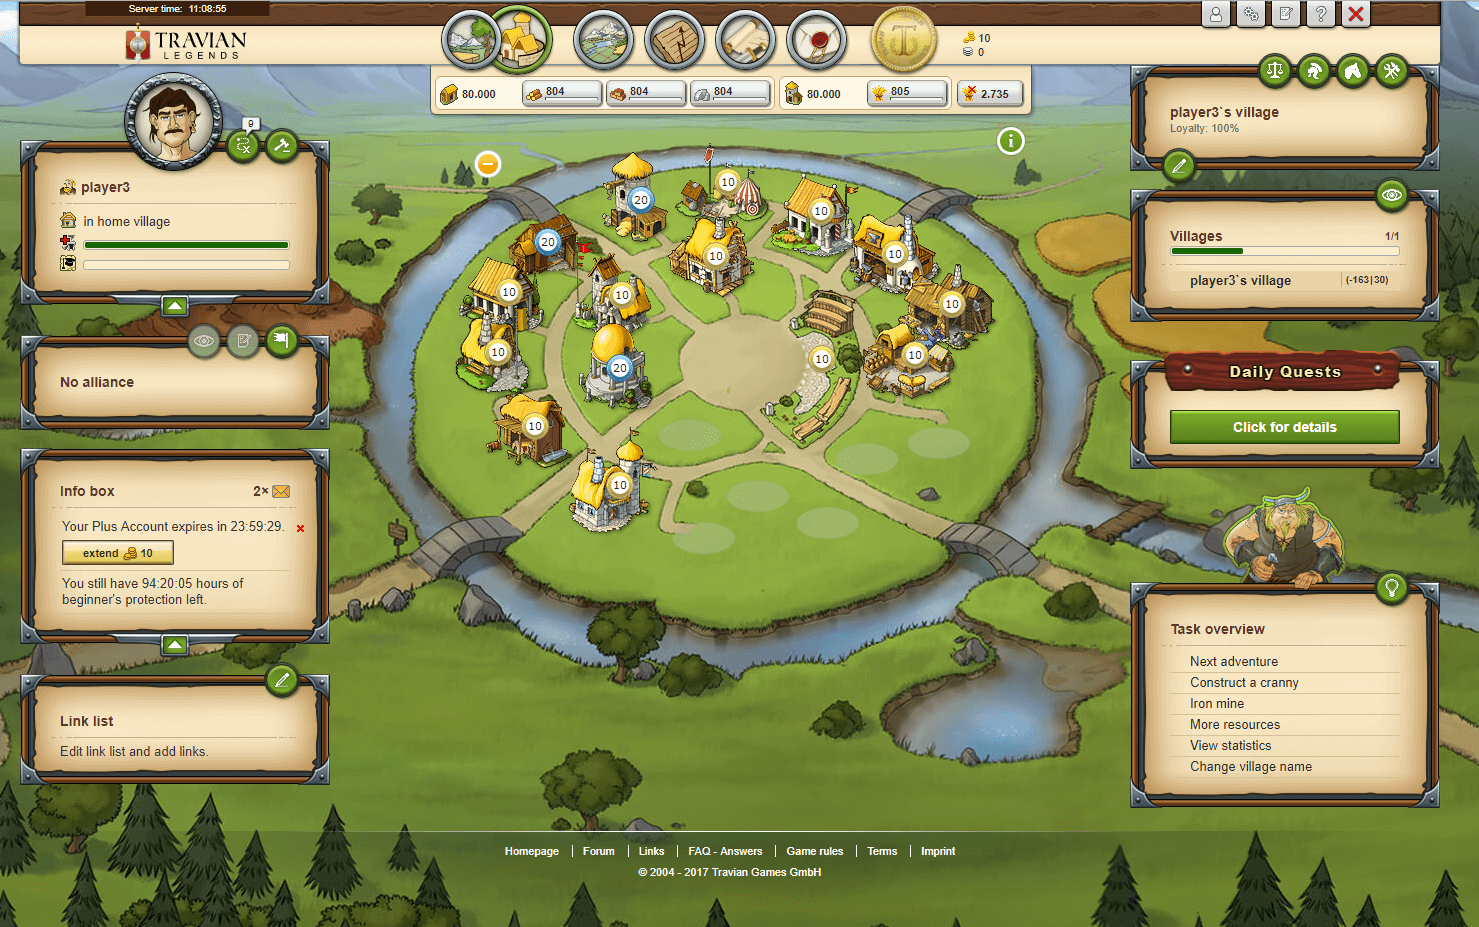 Server time: 11:08:55
TRAVIAN
LEGENDS
10
0
80.000
804
804
804
80.000
805
2.735
9
player3
in home village
No alliance
Info box
2×
Your Plus Account expires in 23:59:29.
extend 10
You still have 94:20:05 hours of
beginner's protection left.
Link list
Edit link list and add links.
10
20
10
20
10
10
10
10
10
10
10
20
10
10
10
10
player3`s village
Loyalty: 100%
Villages
1/1
player3`s village
(-163|30)
Daily Quests
Click for details
Task overview
Next adventure
Construct a cranny
Iron mine
More resources
View statistics
Change village name
Homepage | Forum | Links | FAQ - Answers | Game rules | Terms | Imprint
© 2004 - 2017 Travian Games GmbH